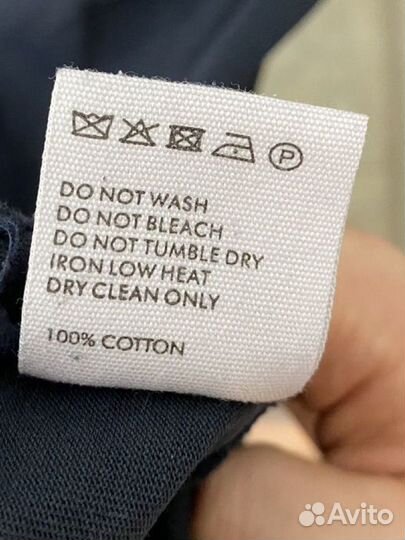 P
DO NOT WASH
DO NOT BLEACH
DO NOT TUMBLE DRY
IRON LOW HEAT
DRY CLEAN ONLY
100% COTTON
Avito